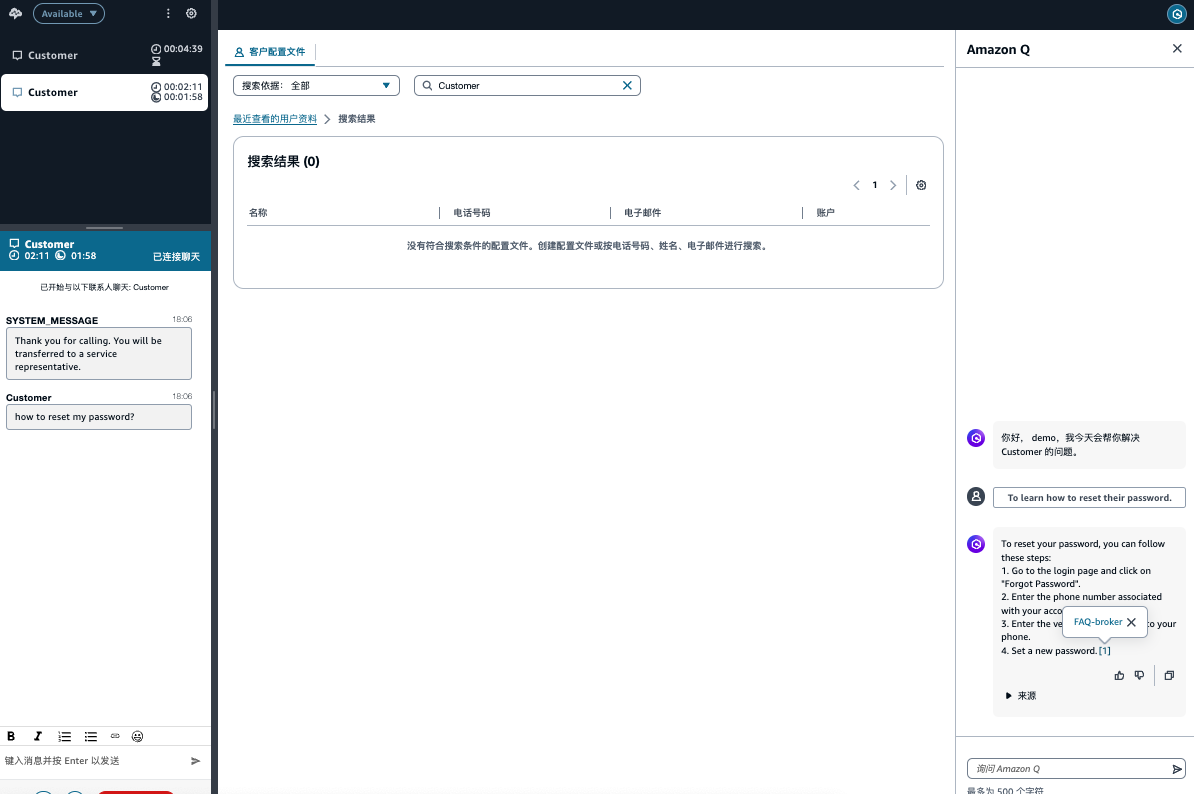 Available
Customer
00:04:39
Customer
00:02:11
00:01:58
Customer
02:11 01:58 已连接聊天
已开始与以下联系人聊天: Customer
SYSTEM_MESSAGE 18:06
Thank you for calling. You will be
transferred to a service
representative.
Customer 18:06
how to reset my password?
B I
键入消息并按 Enter 以发送
客户配置文件
搜索依据: 全部
Customer
最近查看的用户资料 搜索结果
搜索结果 (0)
1
名称 电话号码 电子邮件 账户
没有符合搜索条件的配置文件。创建配置文件或按电话号码、姓名、电子邮件进行搜索。
Amazon Q
你好， demo，我今天会帮你解决
Customer 的问题。
To learn how to reset their password.
To reset your password, you can follow
these steps:
1. Go to the login page and click on
"Forgot Password".
2. Enter the phone number associated
with your
3. Enter the to your
phone.
4. Set a new password.[1]
FAQ-broker
来源
询问 Amazon Q
最多为 500 个字符